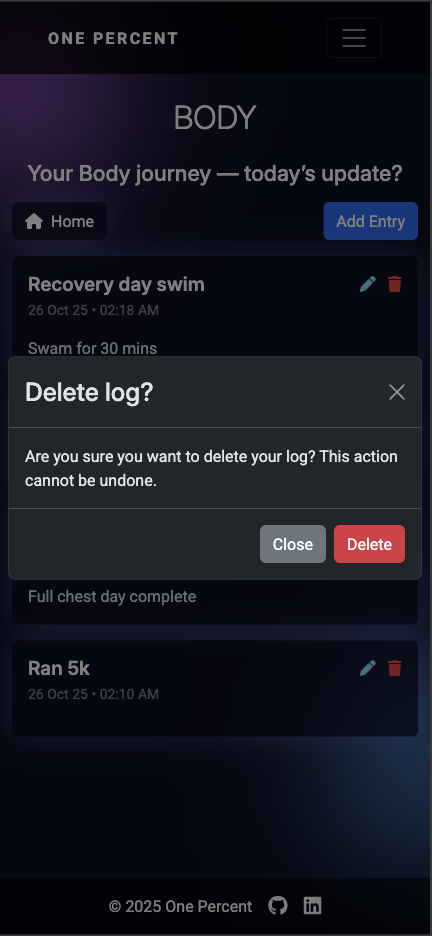 ONE PERCENT
BODY
Your Body journey — today's update?
Home
Add Entry
Recovery day swim
26 Oct 25 • 02:18 AM
Swam for 30 mins
Delete log?
Are you sure you want to delete your log? This action
cannot be undone.
Close
Delete
Full chest day complete
Ran 5k
26 Oct 25 • 02:10 AM
© 2025 One Percent